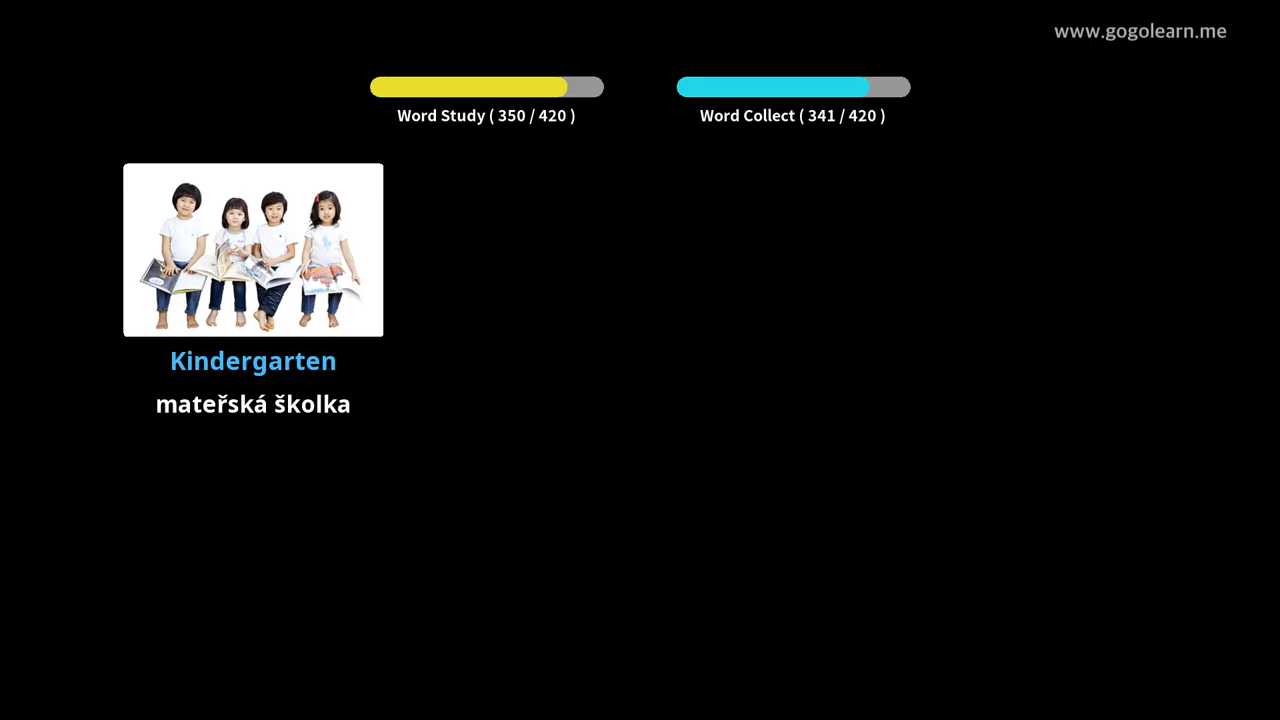 www.gogolearn.me
Word Study ( 350 / 420 )
Word Collect ( 341 / 420 )
Kindergarten
mateřská školka